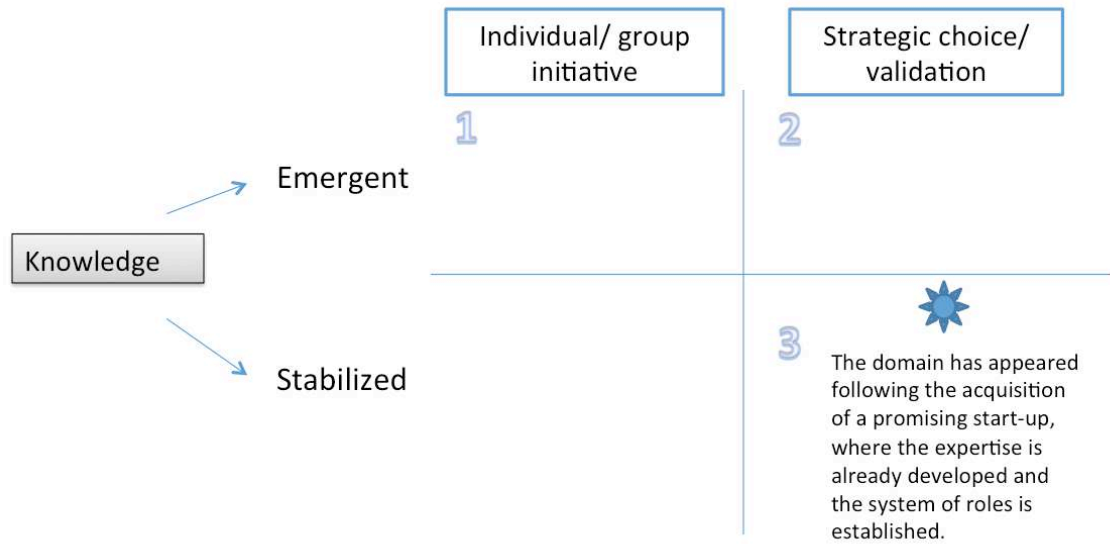 Individual/ group
initiative
Strategic choice/
validation
1
2
Emergent
Knowledge
3
Stabilized
The domain has appeared
following the acquisition
of a promising start-up,
where the expertise is
already developed and
the system of roles is
established.